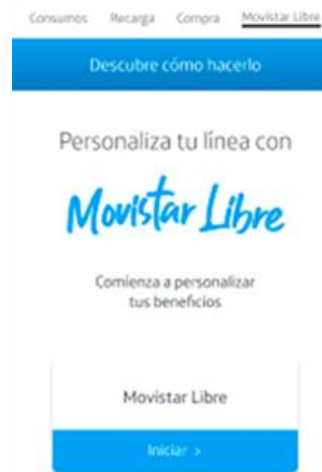 Consumos Recarga Compra Movistar Libre
Descubre cómo hacerlo
Personaliza tu línea con
Movistar Libre
Comienza a personalizar
tus beneficios
Movistar Libre
Iniciar >